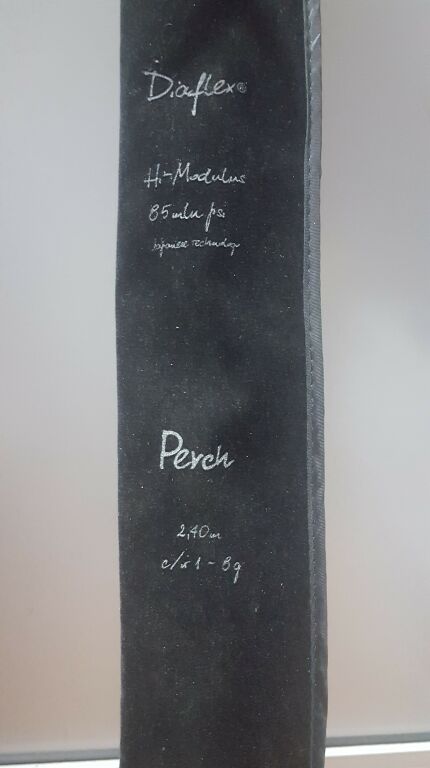 Diaflex®
Hi-Modulus
85 mln psi
Japanese Technology
Perch
2,40m
c/w 1 - 8g